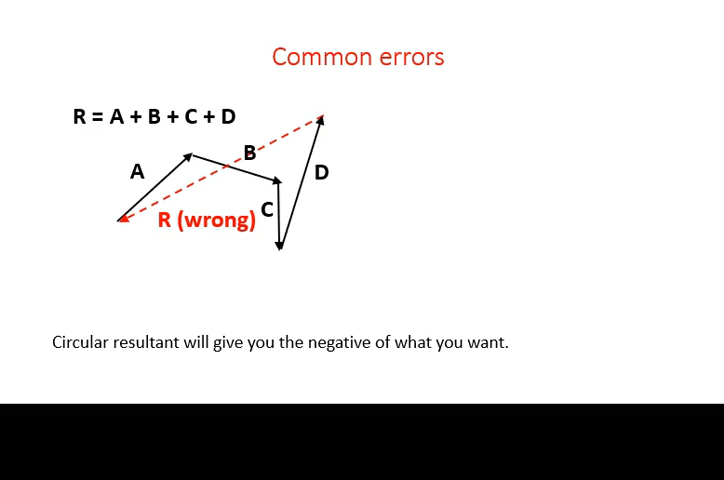 Common errors
R = A + B + C + D
B
A
D
C
R (wrong)
Circular resultant will give you the negative of what you want.